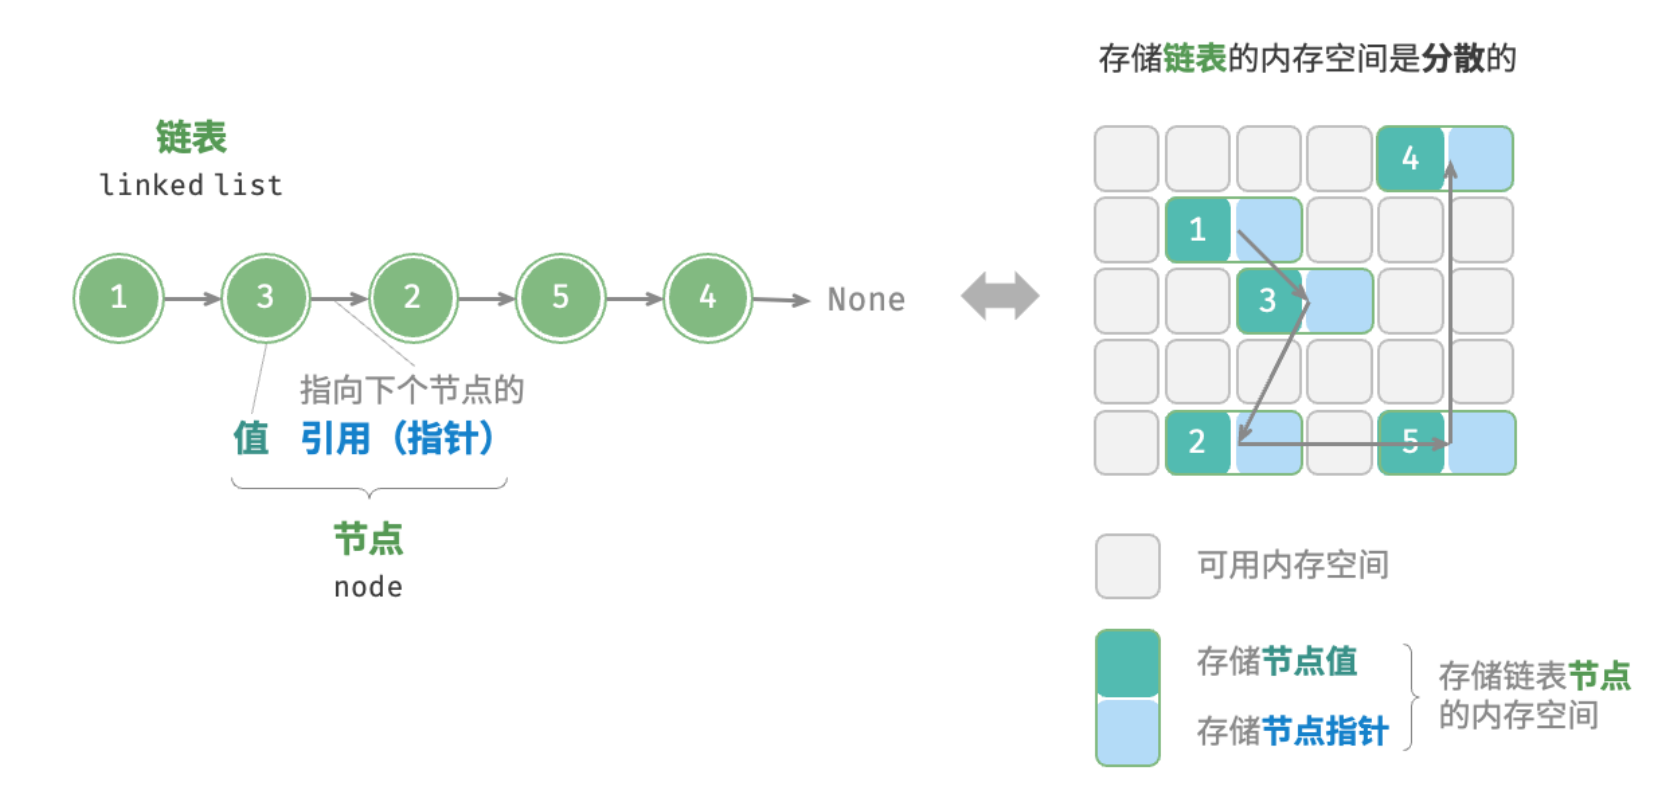 链表
linked list
1
3
2
5
4
None
指向下个节点的
值 引用（指针）
节点
node
存储链表的内存空间是分散的
4
1
3
2
5
可用内存空间
存储节点值
存储节点指针
存储链表节点
的内存空间